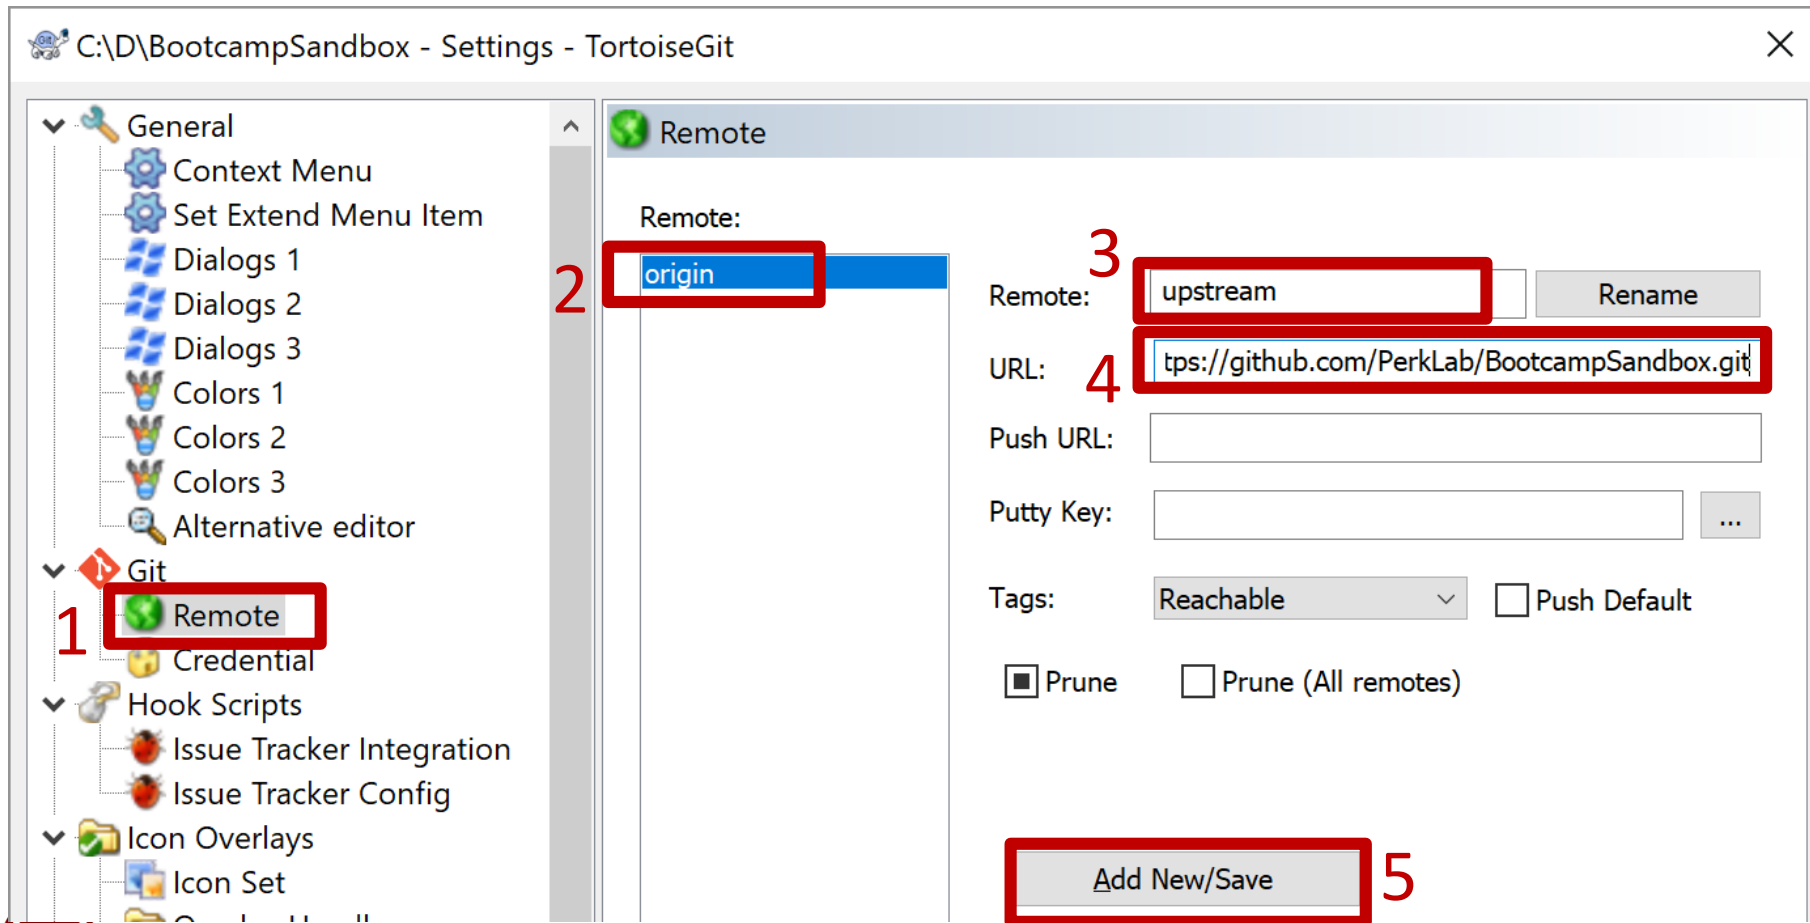 C:\D\BootcampSandbox - Settings - TortoiseGit
General
Context Menu
Set Extend Menu Item
Dialogs 1
Dialogs 2
Dialogs 3
Colors 1
Colors 2
Colors 3
Alternative editor
Git
1
Remote
Credential
Hook Scripts
Issue Tracker Integration
Issue Tracker Config
Icon Overlays
Icon Set
Remote
Remote:
2
origin
3
Remote:
upstream
Rename
URL:
4
tps://github.com/PerkLab/BootcampSandbox.git
Push URL:
Putty Key:
...
Tags:
Reachable
Push Default
Prune
Prune (All remotes)
Add New/Save
5